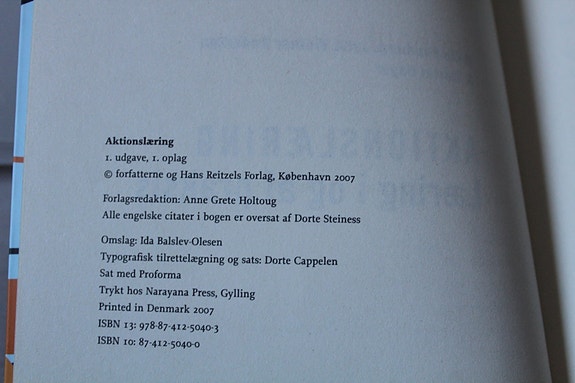 Aktionslæring
1. udgave, 1. oplag
© forfatterne og Hans Reitzels Forlag, København 2007
Forlagsredaktion: Anne Grete Holtoug
Alle engelske citater i bogen er oversat af Dorte Steiness
Omslag: Ida Balslev-Olesen
Typografisk tilrettelægning og sats: Dorte Cappelen
Sat med Proforma
Trykt hos Narayana Press, Gylling
Printed in Denmark 2007
ISBN 13: 978-87-412-5040-3
ISBN 10: 87-412-5040-0